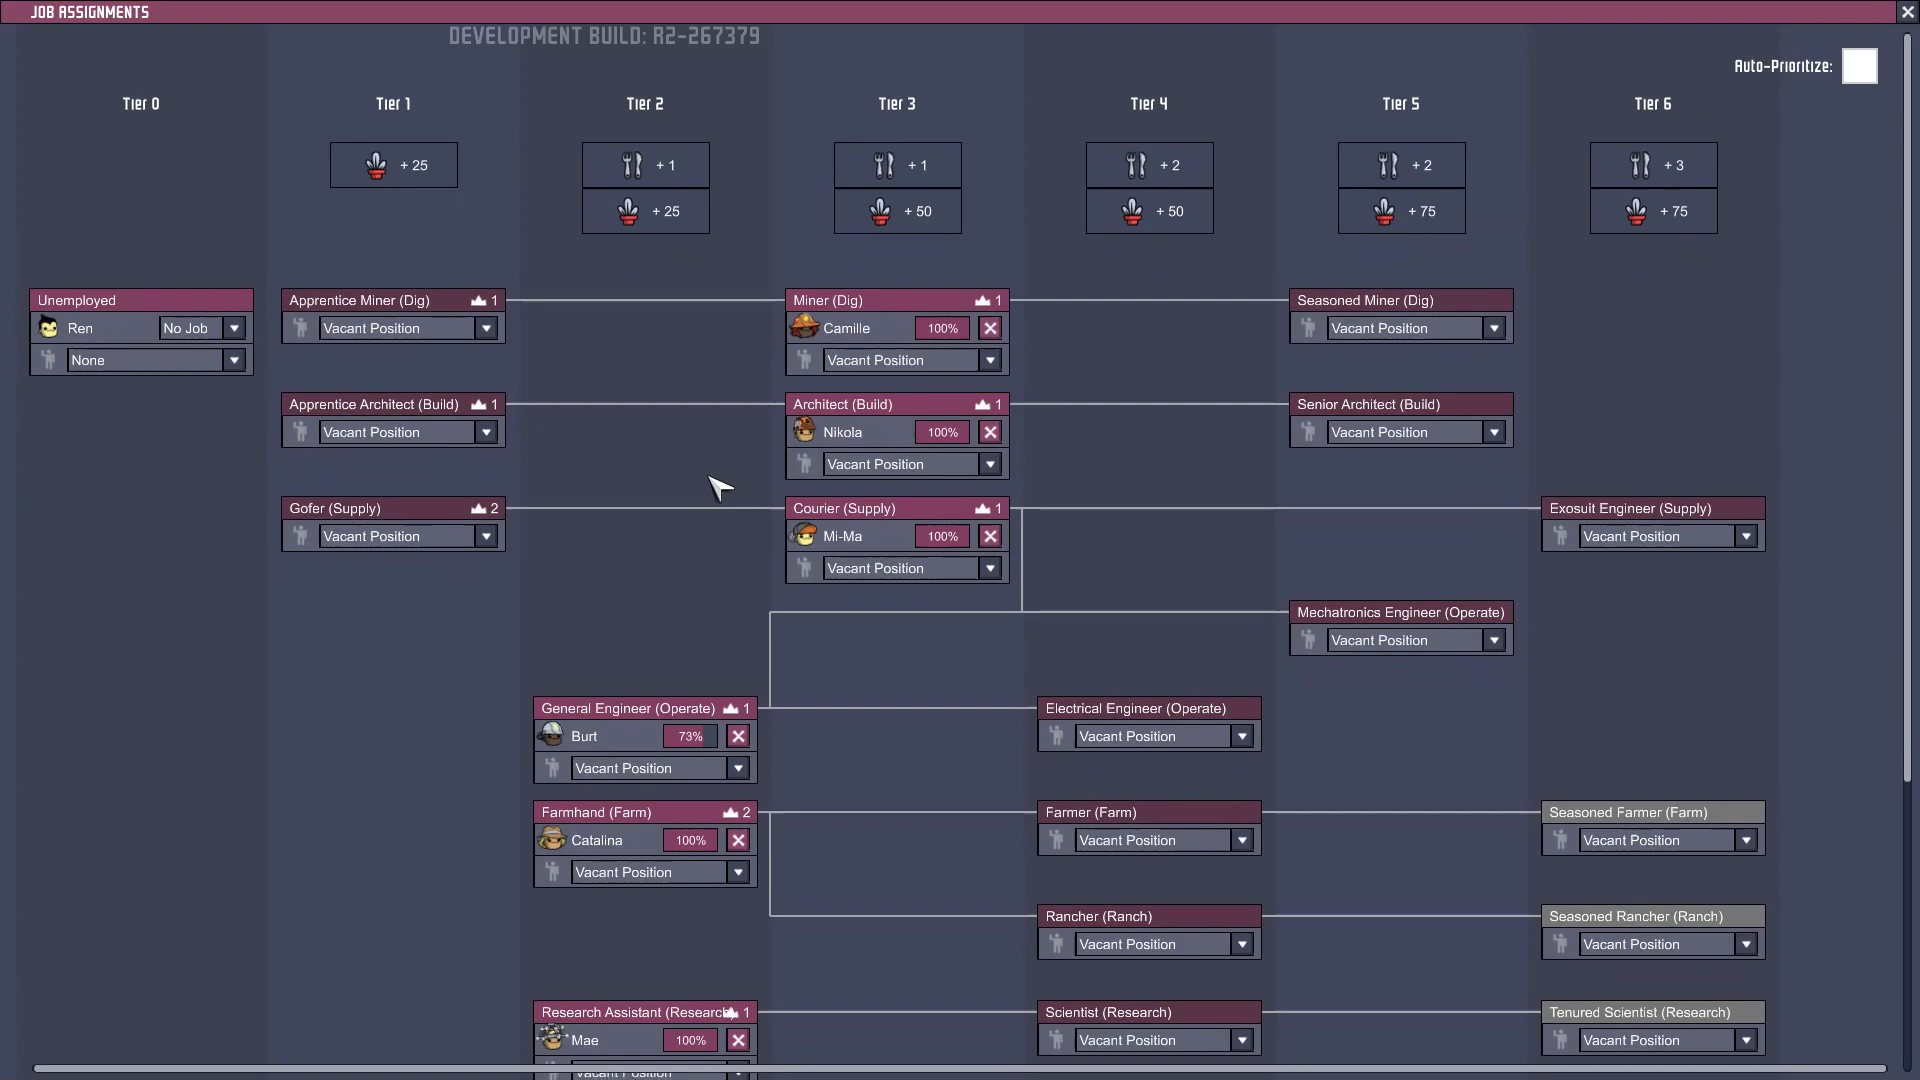 JOB ASSIGNMENTS
DEVELOPMENT BUILD: R2-267379
Auto-Prioritize:
Tier 0 Tier 1 Tier 2 Tier 3 Tier 4 Tier 5 Tier 6
+ 25 + 1 + 1 + 2 + 2 + 3
+ 25 + 50 + 50 + 75 + 75
Unemployed Apprentice Miner (Dig) 1 Miner (Dig) 1 Seasoned Miner (Dig)
Ren No Job Vacant Position Camille 100% Vacant Position
None Vacant Position
Apprentice Architect (Build) 1 Architect (Build) 1 Senior Architect (Build)
Vacant Position Nikola 100% Vacant Position
Vacant Position
Gofer (Supply) 2 Courier (Supply) 1 Exosuit Engineer (Supply)
Vacant Position Mi-Ma 100% Vacant Position
Vacant Position
Mechatronics Engineer (Operate)
Vacant Position
General Engineer (Operate) 1 Electrical Engineer (Operate)
Burt 73% Vacant Position
Vacant Position
Farmhand (Farm) 2 Farmer (Farm) Seasoned Farmer (Farm)
Catalina 100% Vacant Position Vacant Position
Vacant Position
Rancher (Ranch) Seasoned Rancher (Ranch)
Vacant Position Vacant Position
Research Assistant (Research 1 Scientist (Research) Tenured Scientist (Research)
Mae 100% Vacant Position Vacant Position
Vacant Position